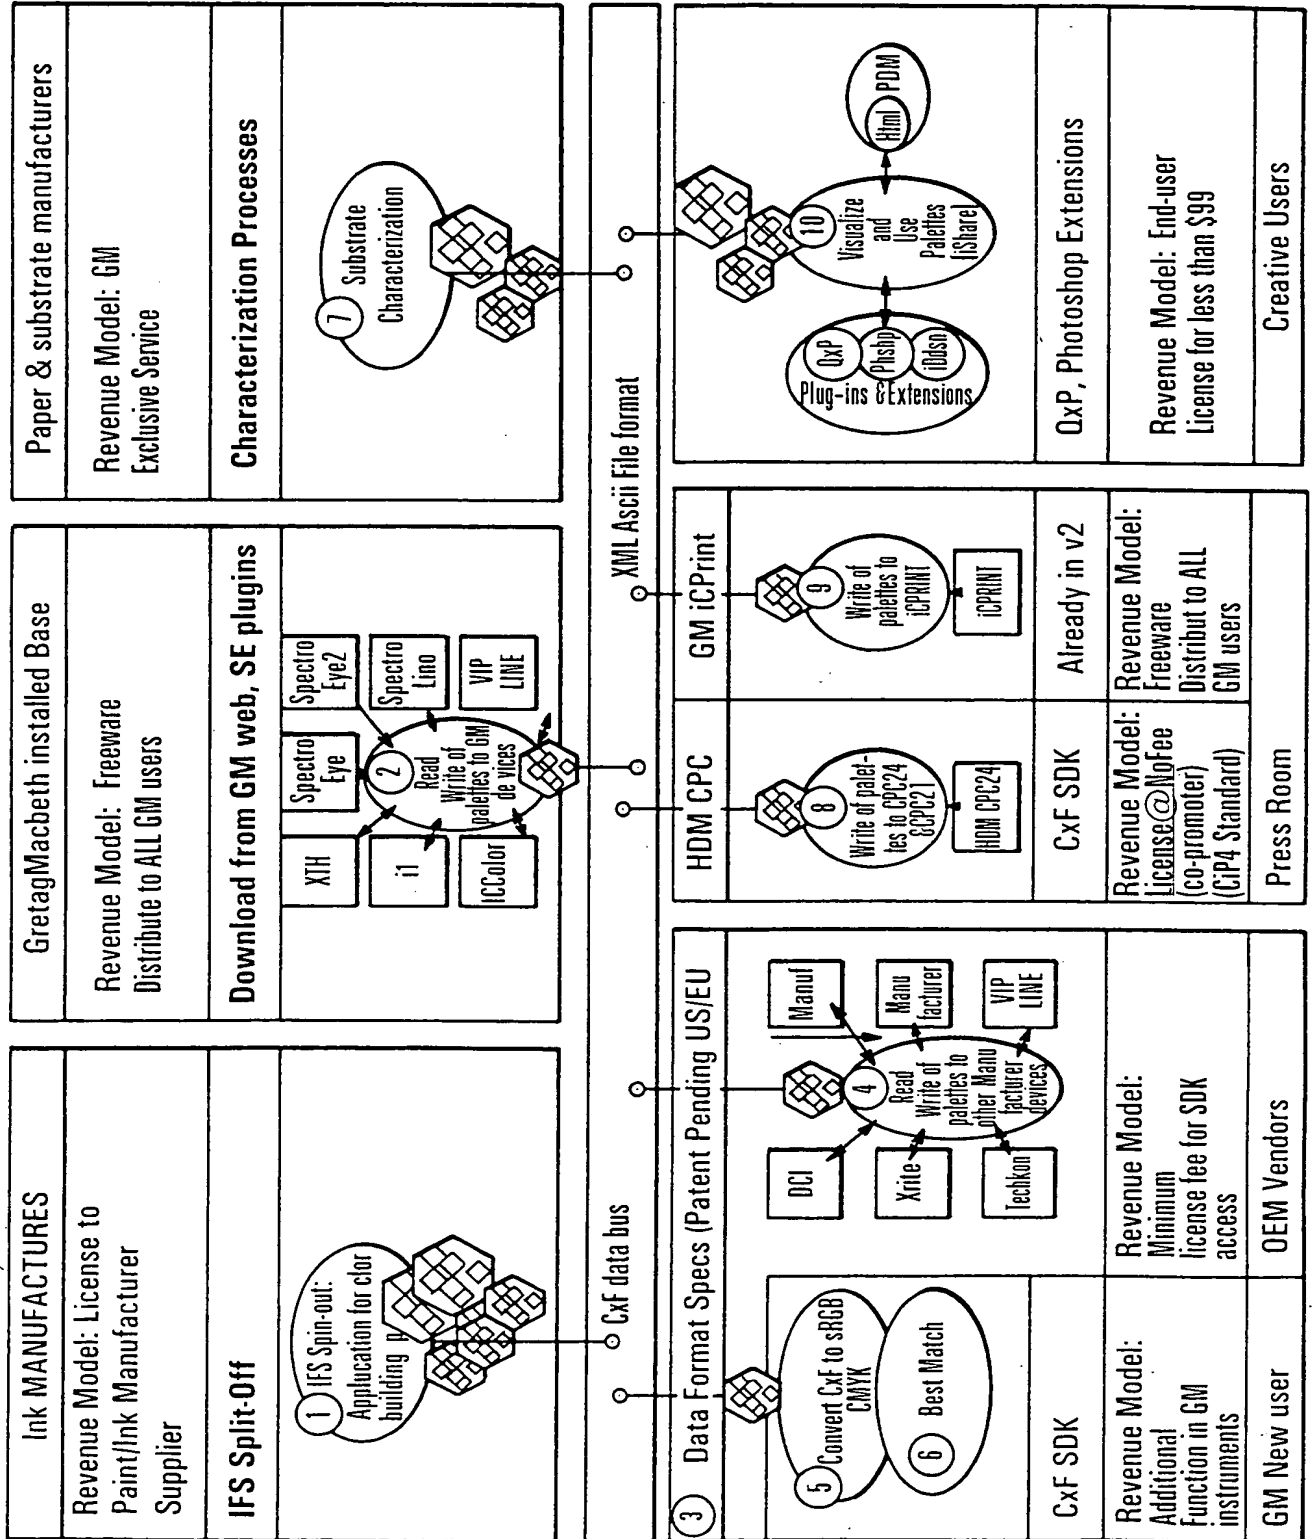 Ink MANUFACTURES
Revenue Model: License to
Paint/Ink Manufacturer
Supplier
IFS Split-Off
1
IFS Spin-out:
Applucation for clor
building
GretagMacbeth installed Base
Revenue Model: Freeware
Distribute to ALL GM users
Download from GM web, SE plugins
XTH
i1
ICColor
Spectro
Eye
Spectro
Eye2
Spectro
Lino
VIP
LINE
2
Read
Write of
palettes to GM
de vices
Paper & substrate manufacturers
Revenue Model: GM
Exclusive Service
Characterization Processes
7
Substrate
Characterization
CxF data bus
XML Ascii File format
3
Data Format Specs (Patent Pending US/EU
5
Convert CxF to sRGB
CMYK
6
Best Match
CxF SDK
Revenue Model:
Additional
Function in GM
instruments
GM New user
DCI
Xrite
Techkon
Manuf
Manu
facturer
VIP
LINE
4
Read
Write of
palettes to
other Manu
facturer
devices
Revenue Model:
Minimum
license fee for SDK
access
OEM Vendors
HDM CPC
8
Write of paler-
tes to CPC24
&CPC21
HDM CPC24
CxF SDK
Revenue Model:
License@NoFee
(co-promoter)
(CiP4 Standard)
GM iCPrint
9
Write of
palettes to
iCPRINT
iCPRINT
Already in v2
Revenue Model:
Freeware
Distribut to ALL
GM users
Press Room
QxP
Phshp
iDdsn
Plug-ins &Extensions
10
Visualize
and
Use
Palettes
[iShare]
Html
PDM
QxP, Photoshop Extensions
Revenue Model: End-user
License for less than $99
Creative Users